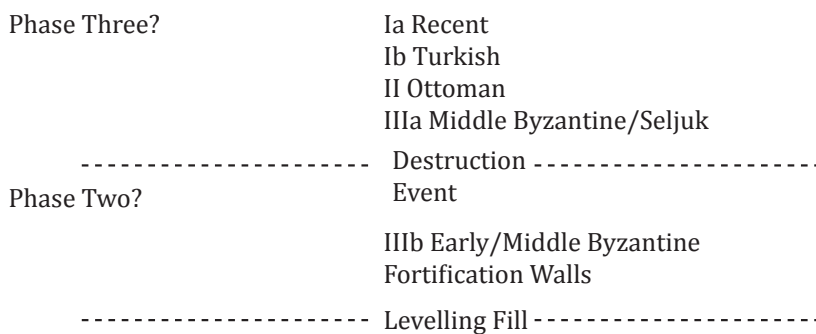 Phase Three? Ia Recent
Ib Turkish
II Ottoman
IIIa Middle Byzantine/Seljuk
Destruction
Phase Two? Event
IIIb Early/Middle Byzantine
Fortification Walls
Levelling Fill